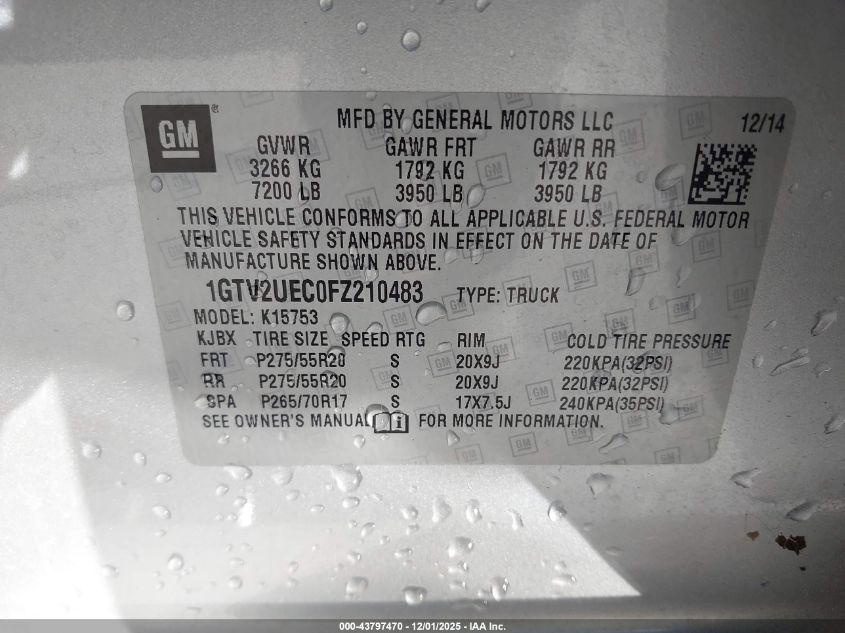 GM ®
MFD BY GENERAL MOTORS LLC 12/14
GVWR GAWR FRT GAWR RR
3266 KG 1792 KG 1792 KG
7200 LB 3950 LB 3950 LB
THIS VEHICLE CONFORMS TO ALL APPLICABLE U.S. FEDERAL MOTOR
VEHICLE SAFETY STANDARDS IN EFFECT ON THE DATE OF
MANUFACTURE SHOWN ABOVE.
1GTV2UEC0FZ210483 TYPE: TRUCK
MODEL: K15753
KJBX TIRE SIZE SPEED RTG RIM COLD TIRE PRESSURE
FRT P275/55R20 S 20X9J 220KPA(32PSI)
RR P275/55R20 S 20X9J 220KPA(32PSI)
SPA P265/70R17 S 17X7.5J 240KPA(35PSI)
SEE OWNER'S MANUAL i FOR MORE INFORMATION.
000-43797470 - 12/01/2025 - IAA Inc.